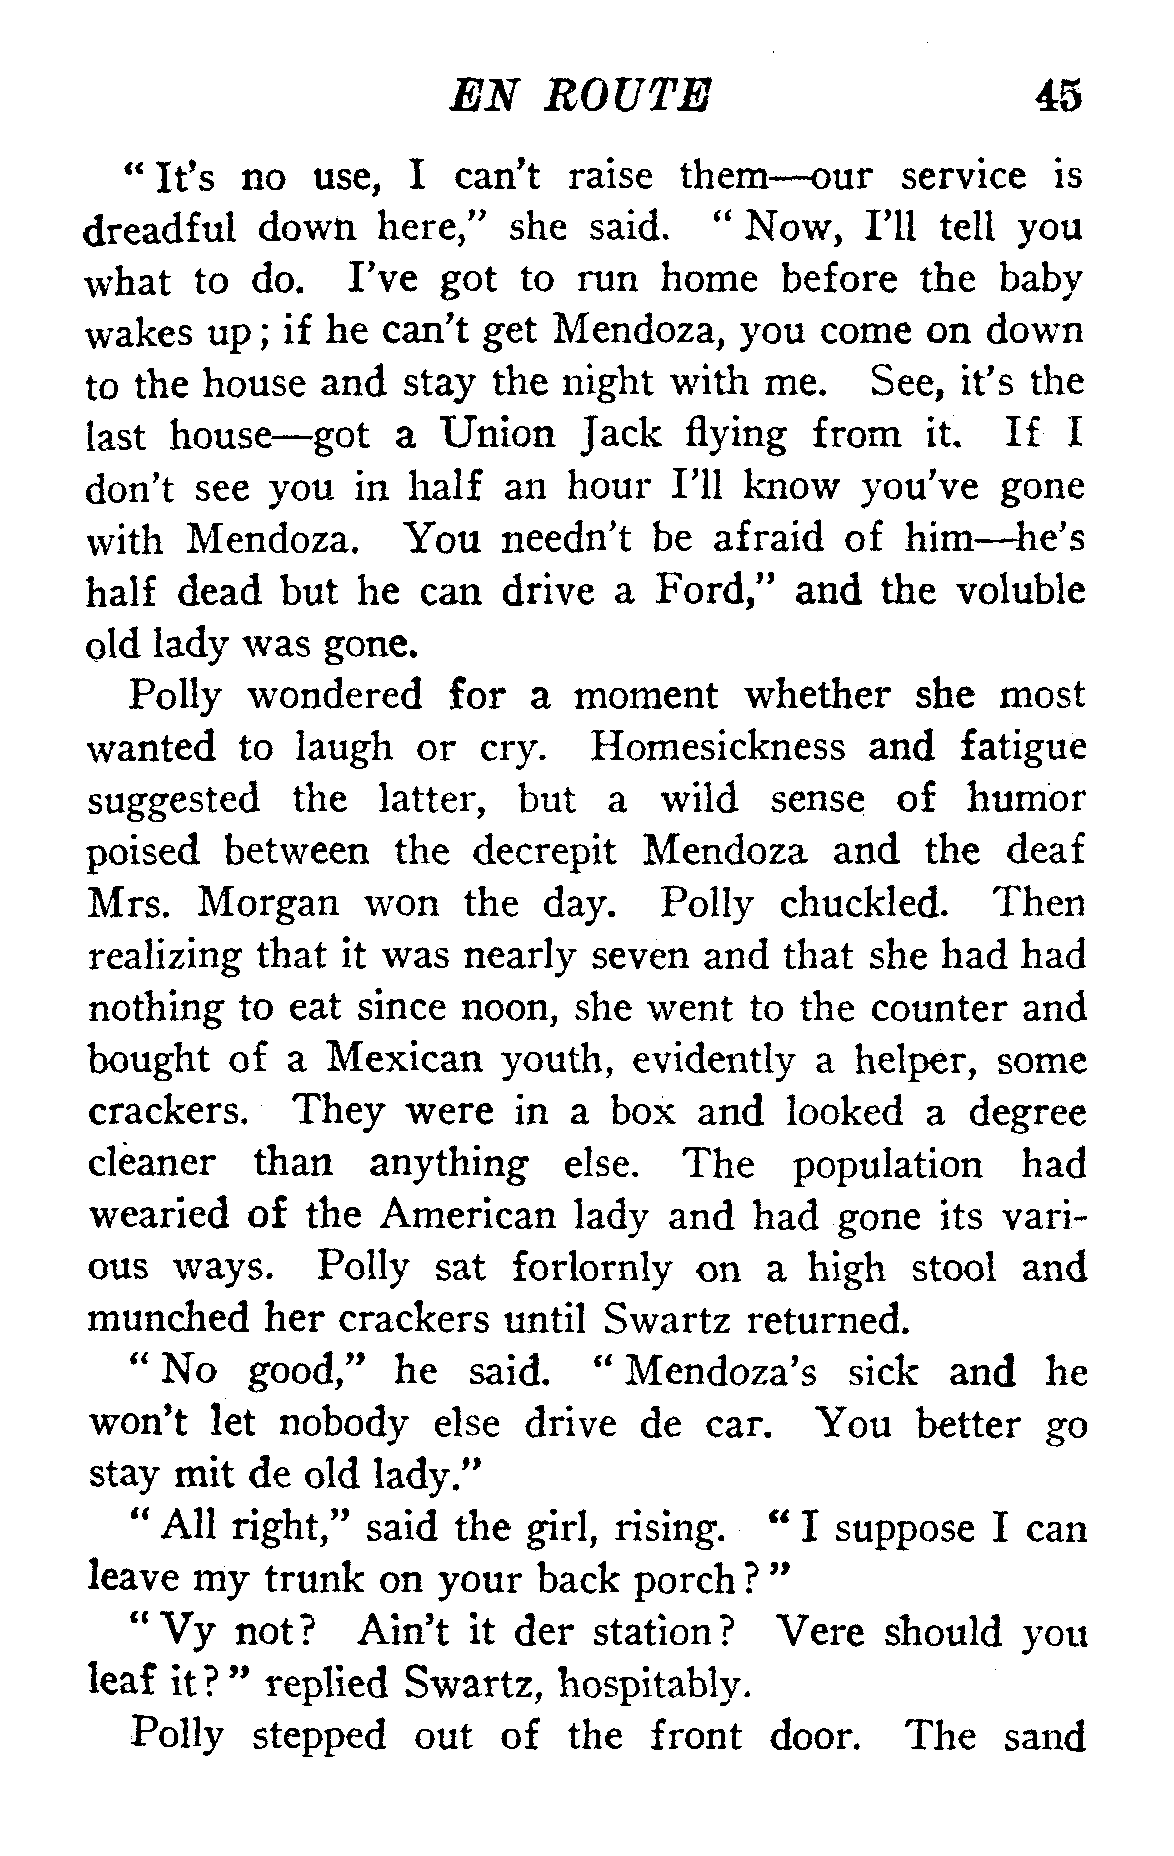 EN ROUTE 45
" It's no use, I can't raise them—our service is
dreadful down here," she said. " Now, I'll tell you
what to do. I've got to run home before the baby
wakes up; if he can't get Mendoza, you come on down
to the house and stay the night with me. See, it's the
last house—got a Union Jack flying from it. If I
don't see you in half an hour I'll know you've gone
with Mendoza. You needn't be afraid of him—he's
half dead but he can drive a Ford," and the voluble
old lady was gone.
Polly wondered for a moment whether she most
wanted to laugh or cry. Homesickness and fatigue
suggested the latter, but a wild sense of humor
poised between the decrepit Mendoza and the deaf
Mrs. Morgan won the day. Polly chuckled. Then
realizing that it was nearly seven and that she had had
nothing to eat since noon, she went to the counter and
bought of a Mexican youth, evidently a helper, some
crackers. They were in a box and looked a degree
cleaner than anything else. The population had
wearied of the American lady and had gone its vari-
ous ways. Polly sat forlornly on a high stool and
munched her crackers until Swartz returned.
" No good," he said. " Mendoza's sick and he
won't let nobody else drive de car. You better go
stay mit de old lady."
" All right," said the girl, rising. " I suppose I can
leave my trunk on your back porch? "
" Vy not? Ain't it der station? Vere should you
leaf it? " replied Swartz, hospitably.
Polly stepped out of the front door. The sand